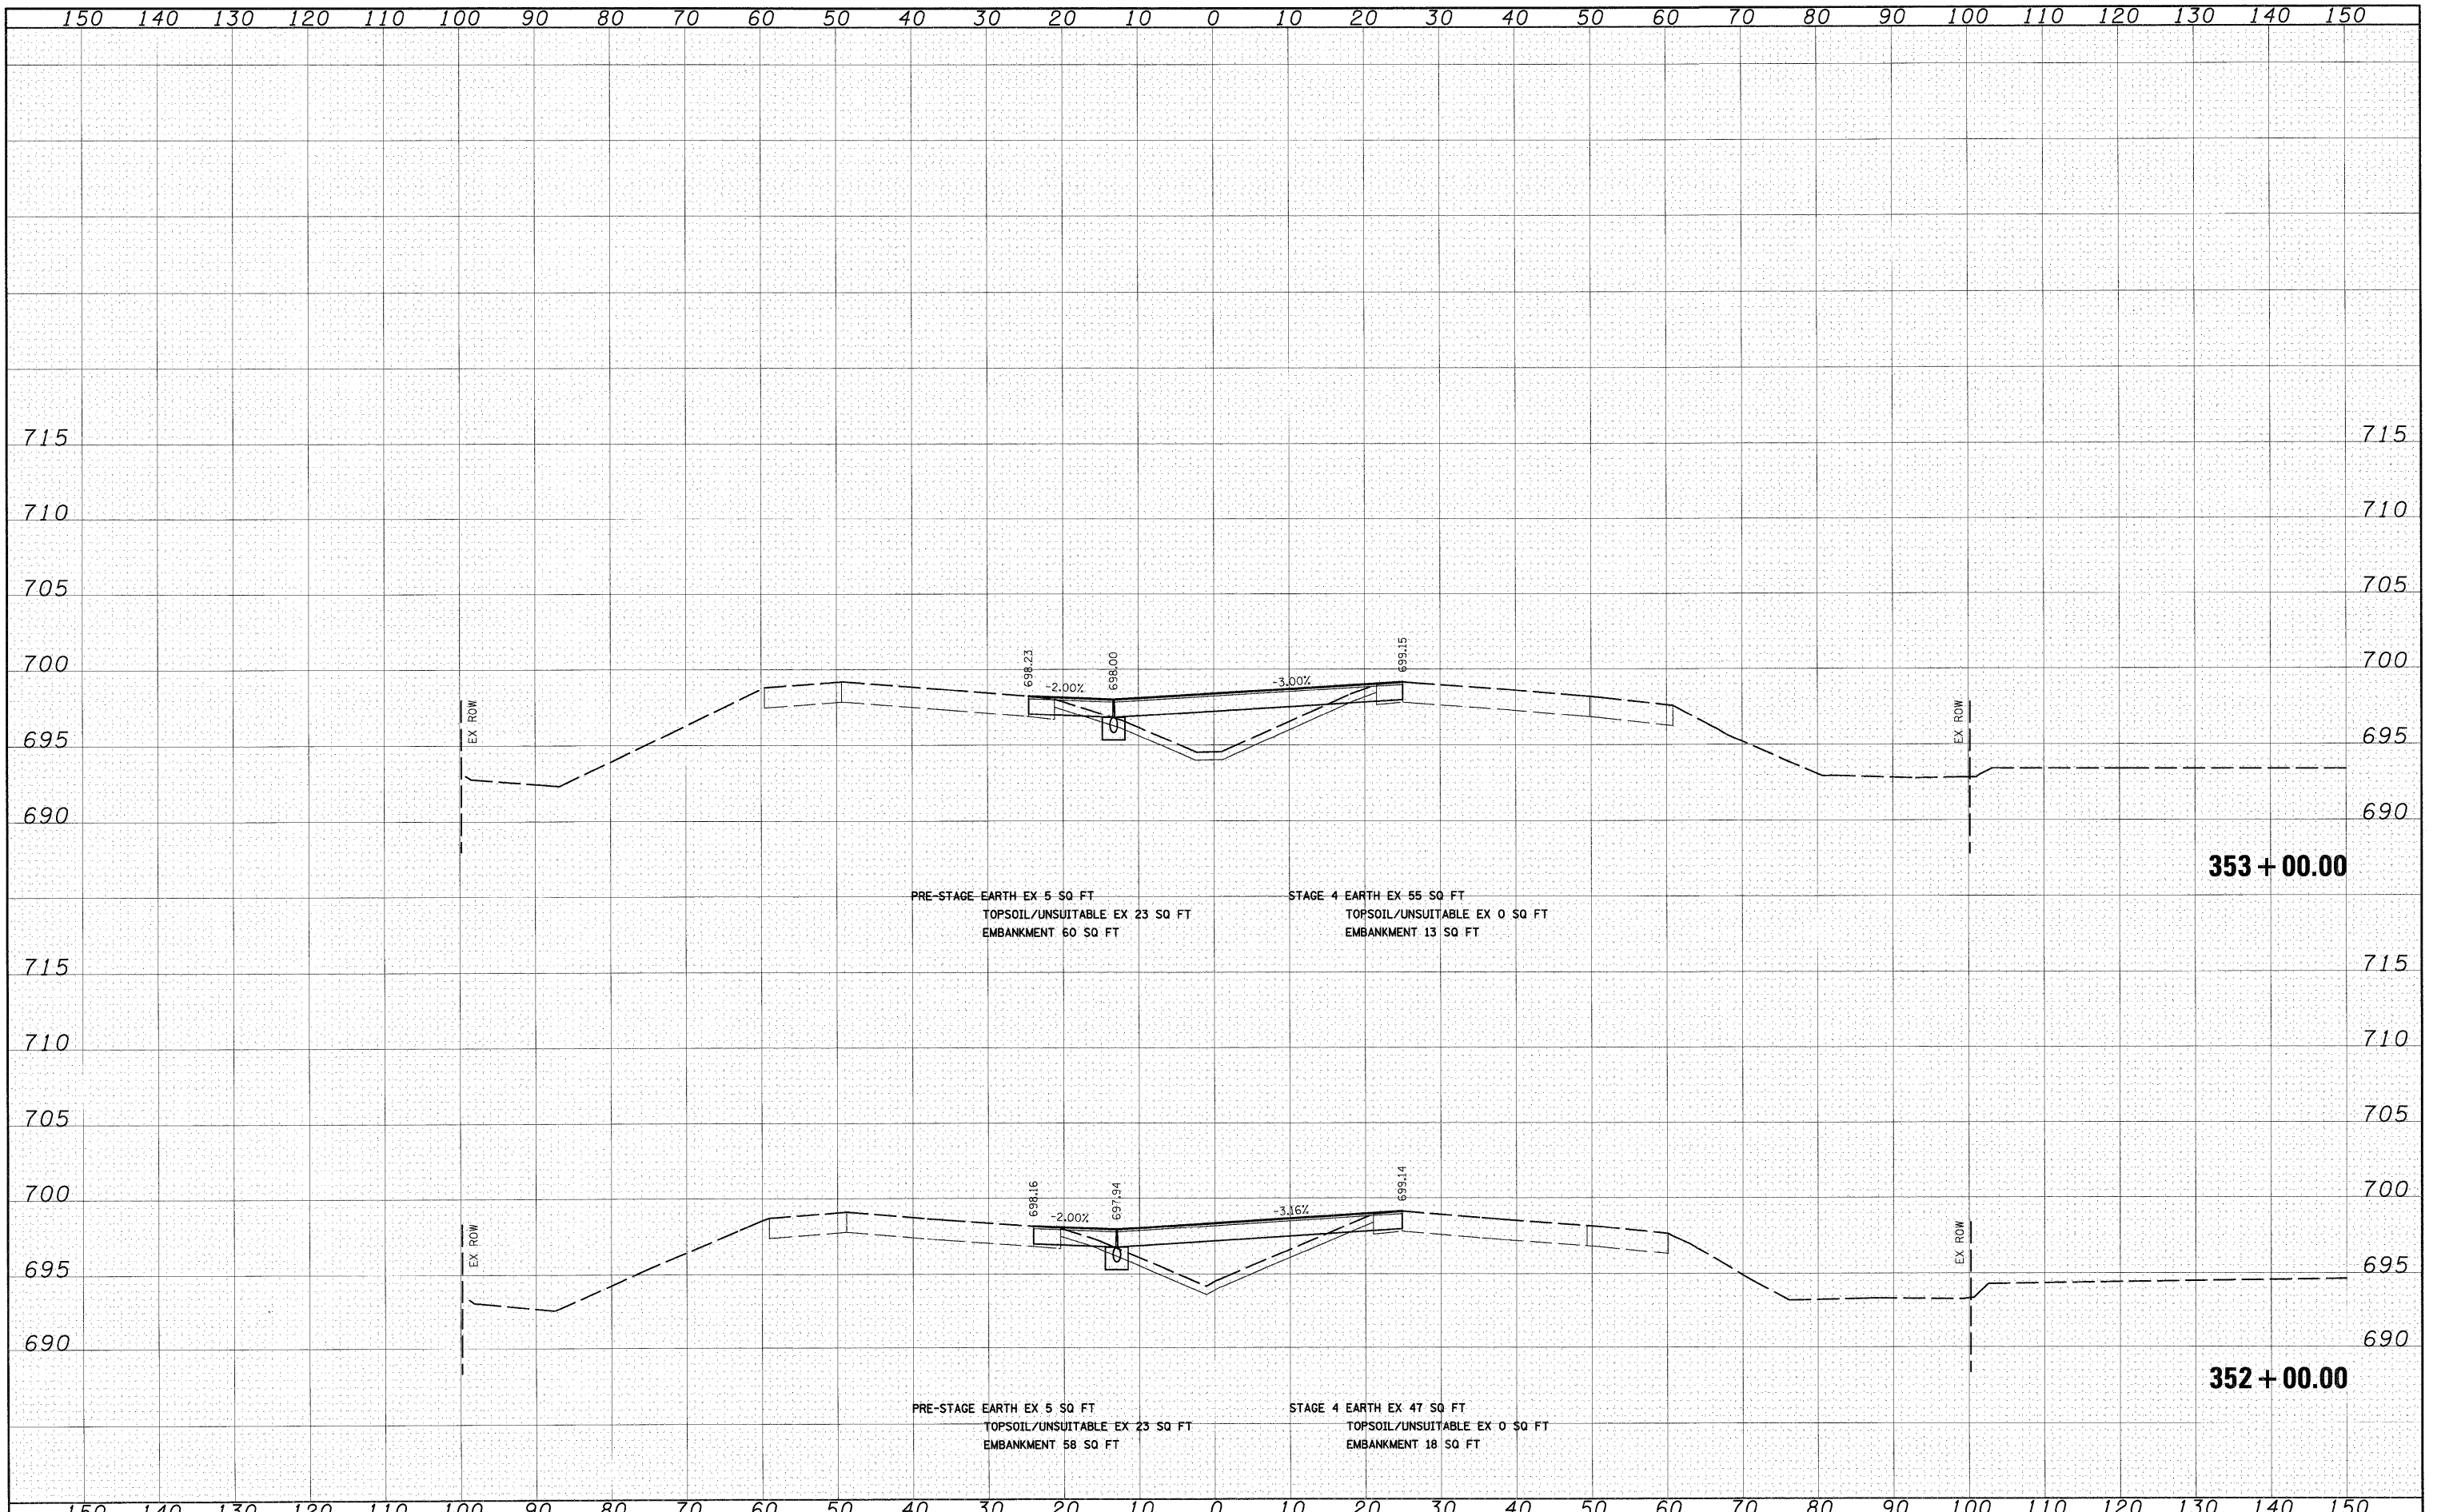 150 140 130 120 110 100 90 80 70 60 50 40 30 20 10 0 10 20 30 40 50 60 70 80 90 100 110 120 130 140 150
715 715
710 710
705 705
700 698.23 698.00 699.15 700
-2.00% -3.00%
EX ROW EX ROW
695 695
690 690
353+00.00
PRE-STAGE EARTH EX 5 SQ FT STAGE 4 EARTH EX 55 SQ FT
TOPSOIL/UNSUITABLE EX 23 SQ FT TOPSOIL/UNSUITABLE EX 0 SQ FT
EMBANKMENT 60 SQ FT EMBANKMENT 13 SQ FT
715 715
710 710
705 705
700 698.16 697.94 699.14 700
-2.00% -3.16%
EX ROW EX ROW
695 695
690 690
352+00.00
PRE-STAGE EARTH EX 5 SQ FT STAGE 4 EARTH EX 47 SQ FT
TOPSOIL/UNSUITABLE EX 23 SQ FT TOPSOIL/UNSUITABLE EX 0 SQ FT
EMBANKMENT 58 SQ FT EMBANKMENT 18 SQ FT
150 140 130 120 110 100 90 80 70 60 50 40 30 20 10 0 10 20 30 40 50 60 70 80 90 100 110 120 130 140 150